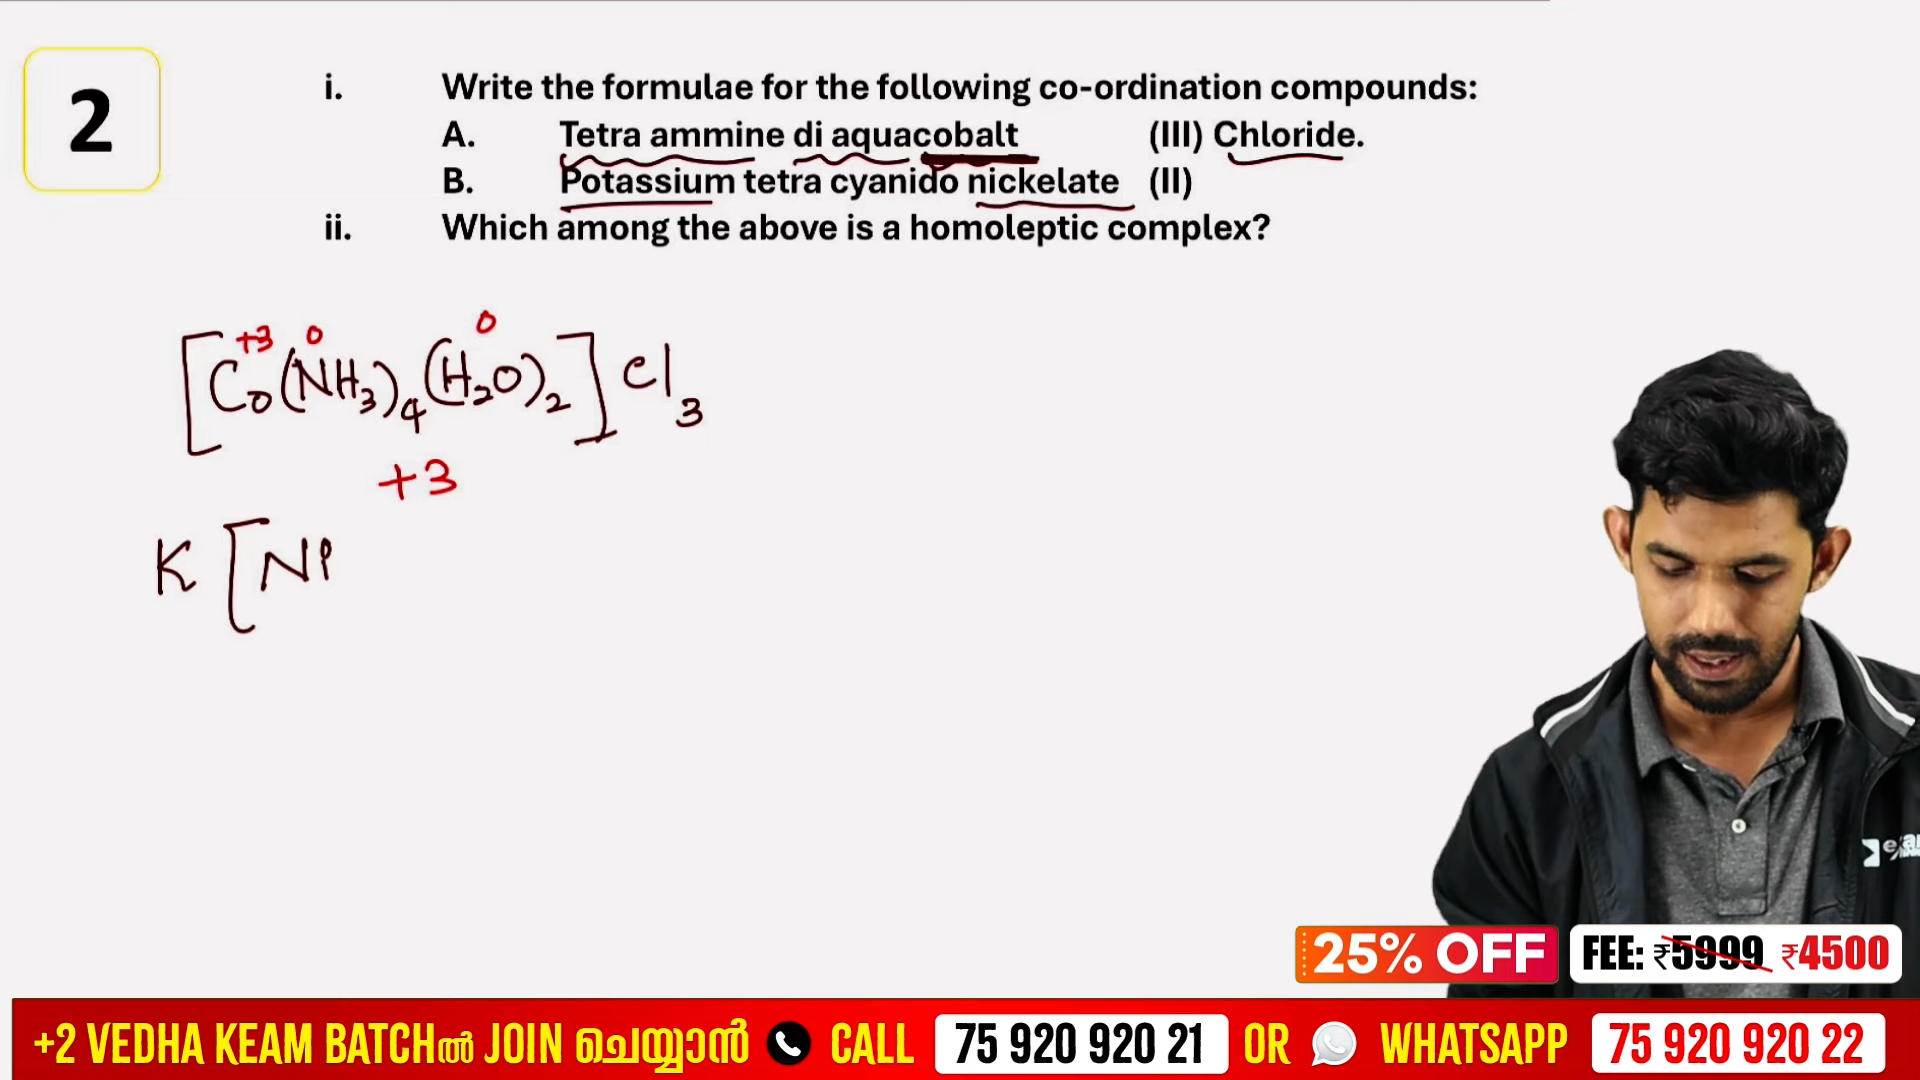 2
i. Write the formulae for the following co-ordination compounds:
A. Tetra ammine di aquacobalt (III) Chloride.
B. Potassium tetra cyanido nickelate (II)
ii. Which among the above is a homoleptic complex?
+3 0 0
[Co(NH₃)₄(H₂O)₂]Cl₃
+3
K [Ni
25% OFF FEE: ₹5999 ₹4500
+2 VEDHA KEAM BATCHൽ JOIN ചെയ്യാൻ CALL 75 920 920 21 OR WHATSAPP 75 920 920 22